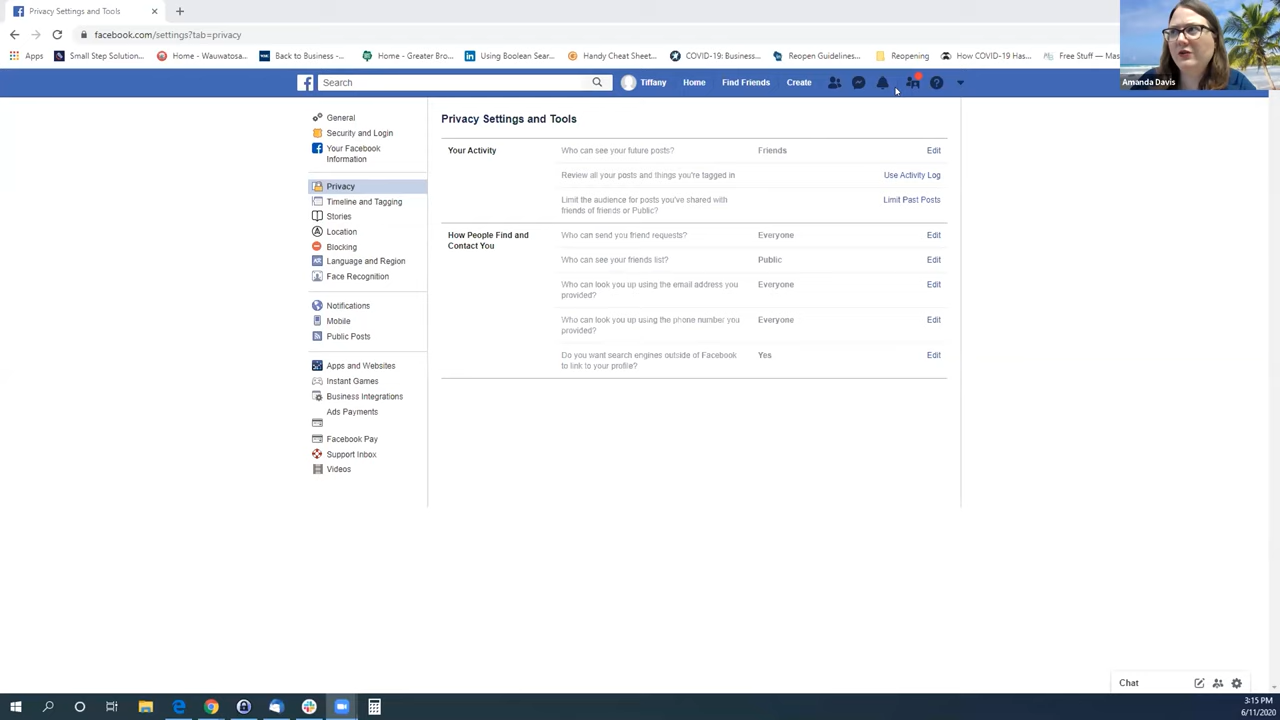 Privacy Settings and Tools
facebook.com/settings?tab=privacy
Apps Small Step Solution... Home - Wauwatosa... Back to Business -... Home - Greater Bro... Using Boolean Sear... Handy Cheat Sheet... COVID-19: Business... Reopen Guidelines... Reopening How COVID-19 Has... Free Stuff — Mas
Amanda Davis
Search Tiffany Home Find Friends Create
General
Security and Login
Your Facebook
Information
Privacy
Timeline and Tagging
Stories
Location
Blocking
Language and Region
Face Recognition
Notifications
Mobile
Public Posts
Apps and Websites
Instant Games
Business Integrations
Ads Payments
Facebook Pay
Support Inbox
Videos
Privacy Settings and Tools
Your Activity Who can see your future posts? Friends Edit
Review all your posts and things you're tagged in Use Activity Log
Limit the audience for posts you've shared with Limit Past Posts
friends of friends or Public?
How People Find and Who can send you friend requests? Everyone Edit
Contact You
Who can see your friends list? Public Edit
Who can look you up using the email address you Everyone Edit
provided?
Who can look you up using the phone number you Everyone Edit
provided?
Do you want search engines outside of Facebook Yes Edit
to link to your profile?
Chat
3:15 PM
6/11/2020